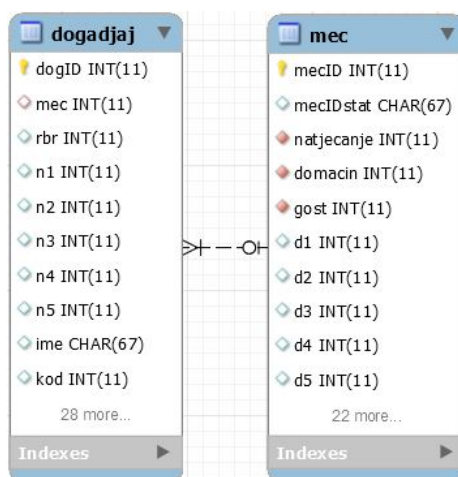 dogadjaj
dogID INT(11)
mec INT(11)
rbr INT(11)
n1 INT(11)
n2 INT(11)
n3 INT(11)
n4 INT(11)
n5 INT(11)
ime CHAR(67)
kod INT(11)
28 more...
Indexes
mec
mecID INT(11)
mecIDstat CHAR(67)
natjecanje INT(11)
domacin INT(11)
gost INT(11)
d1 INT(11)
d2 INT(11)
d3 INT(11)
d4 INT(11)
d5 INT(11)
22 more...
Indexes